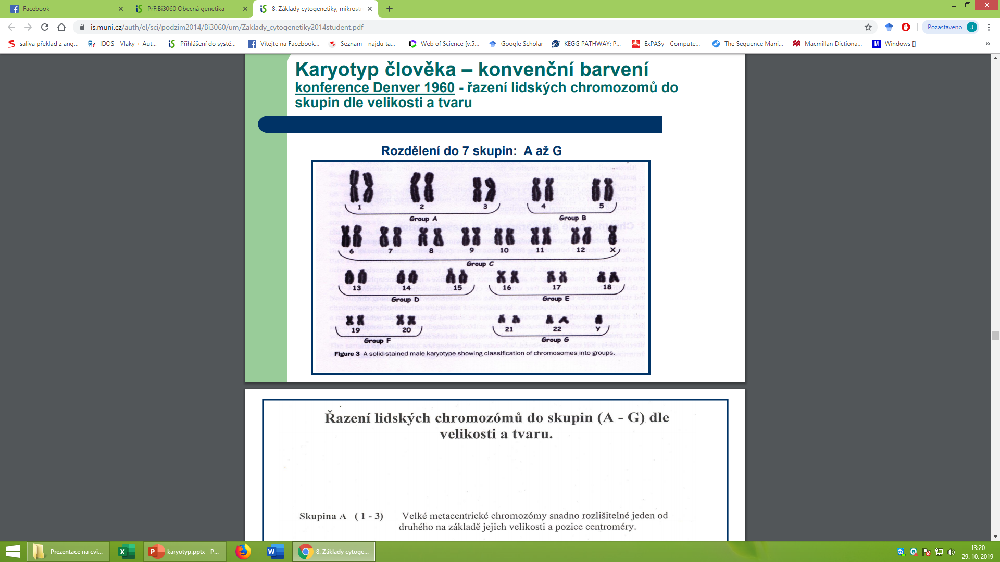 Facebook
PřF:Bi3060 Obecná genetika
8. Základy cytogenetiky, mikrostr
is.muni.cz/auth/el/sci/podzim2014/Bi3060/um/Zaklady_cytogenetiky2014student.pdf
Pozastaveno
J
saliva překlad z ang...
IDOS - Vlaky + Aut...
Přihlášení do systé...
Vítejte na Facebook...
Seznam - najdu ta...
Web of Science [v.5...
Google Scholar
KEGG PATHWAY: P...
ExPASy - Compute...
The Sequence Mani...
Macmillan Dictiona...
M
Windows []
»
Karyotyp člověka – konvenční barvení
konference Denver 1960 - řazení lidských chromozomů do
skupin dle velikosti a tvaru
Rozdělení do 7 skupin: A až G
1 2 3 4 5
Group A Group B
6 7 8 9 10 11 12 X
Group C
13 14 15 16 17 18
Group D Group E
19 20 21 22 Y
Group F Group G
Figure 3 A solid-stained male karyotype showing classification of chromosomes into groups.
Řazení lidských chromozómů do skupin (A - G) dle
velikosti a tvaru.
Skupina A ( 1 - 3) Velké metacentrické chromozómy snadno rozlišitelné jeden od
druhého na základě jejich velikosti a pozice centroméry.
Prezentace na cvi...
karyotyp.pptx - P...
8. Základy cytoge...
13:20
29. 10. 2019